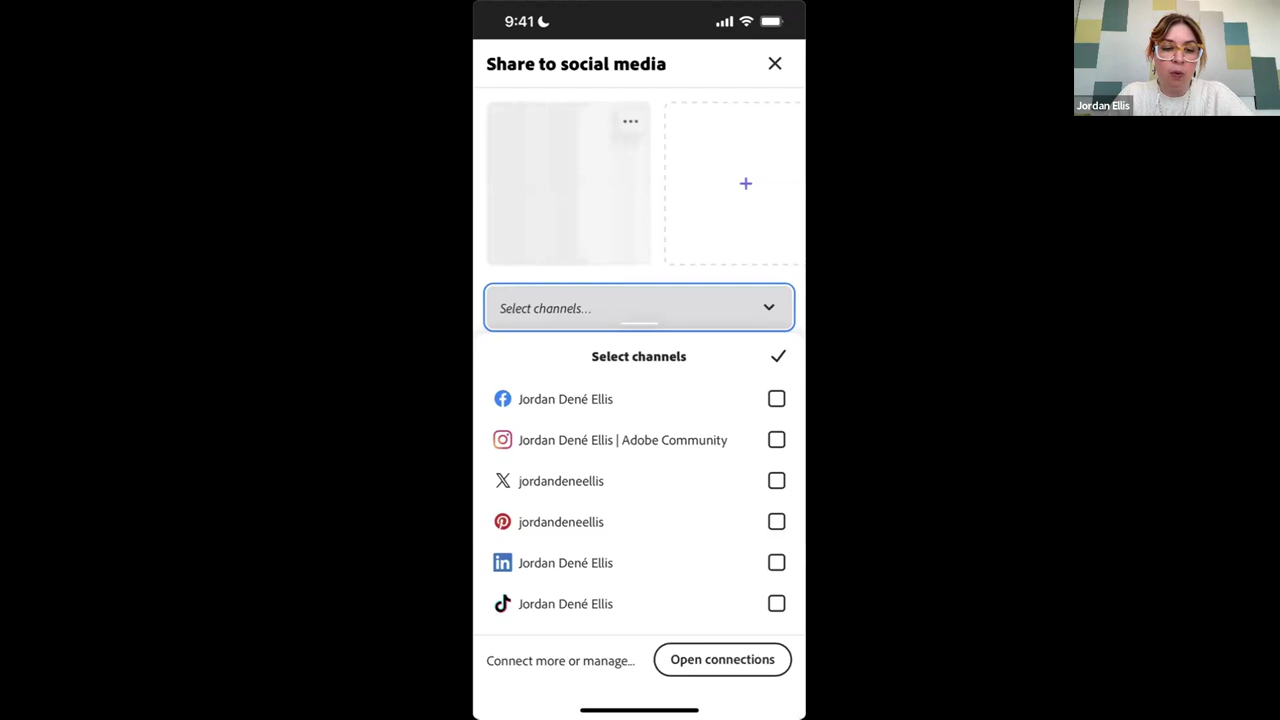 9:41
Share to social media
Select channels...
Select channels
Jordan Dené Ellis
Jordan Dené Ellis | Adobe Community
jordandeneellis
jordandeneellis
Jordan Dené Ellis
Jordan Dené Ellis
Connect more or manage...
Open connections
Jordan Ellis